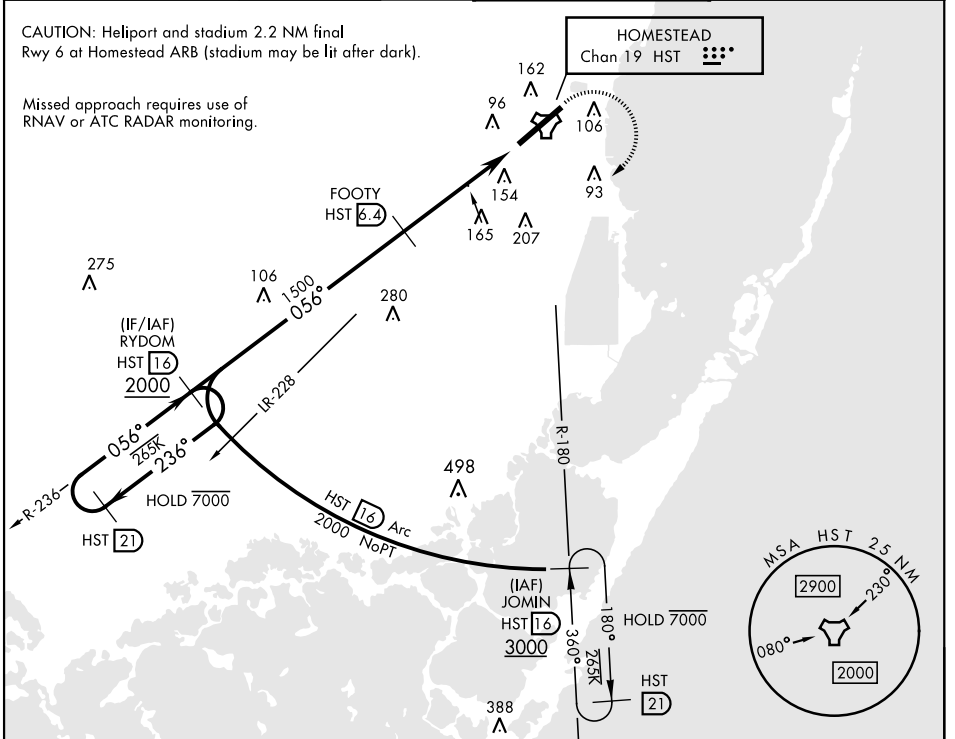 CAUTION: Heliport and stadium 2.2 NM final
Rwy 6 at Homestead ARB (stadium may be lit after dark).
Missed approach requires use of
RNAV or ATC RADAR monitoring.
HOMESTEAD
Chan 19 HST
162
96
106
154
93
FOOTY
HST 6.4
165
207
275
106
1500
056°
280
(IF/IAF)
RYDOM
HST 16
2000
LR-228
056°
265K
236°
R-236
HOLD 7000
HST 21
R-180
498
HST 16 Arc
2000 NoPT
(IAF)
JOMIN
HST 16
3000
360°
180°
265K
HOLD 7000
HST
21
388
MSA HST 25 NM
2900
230°
080°
2000